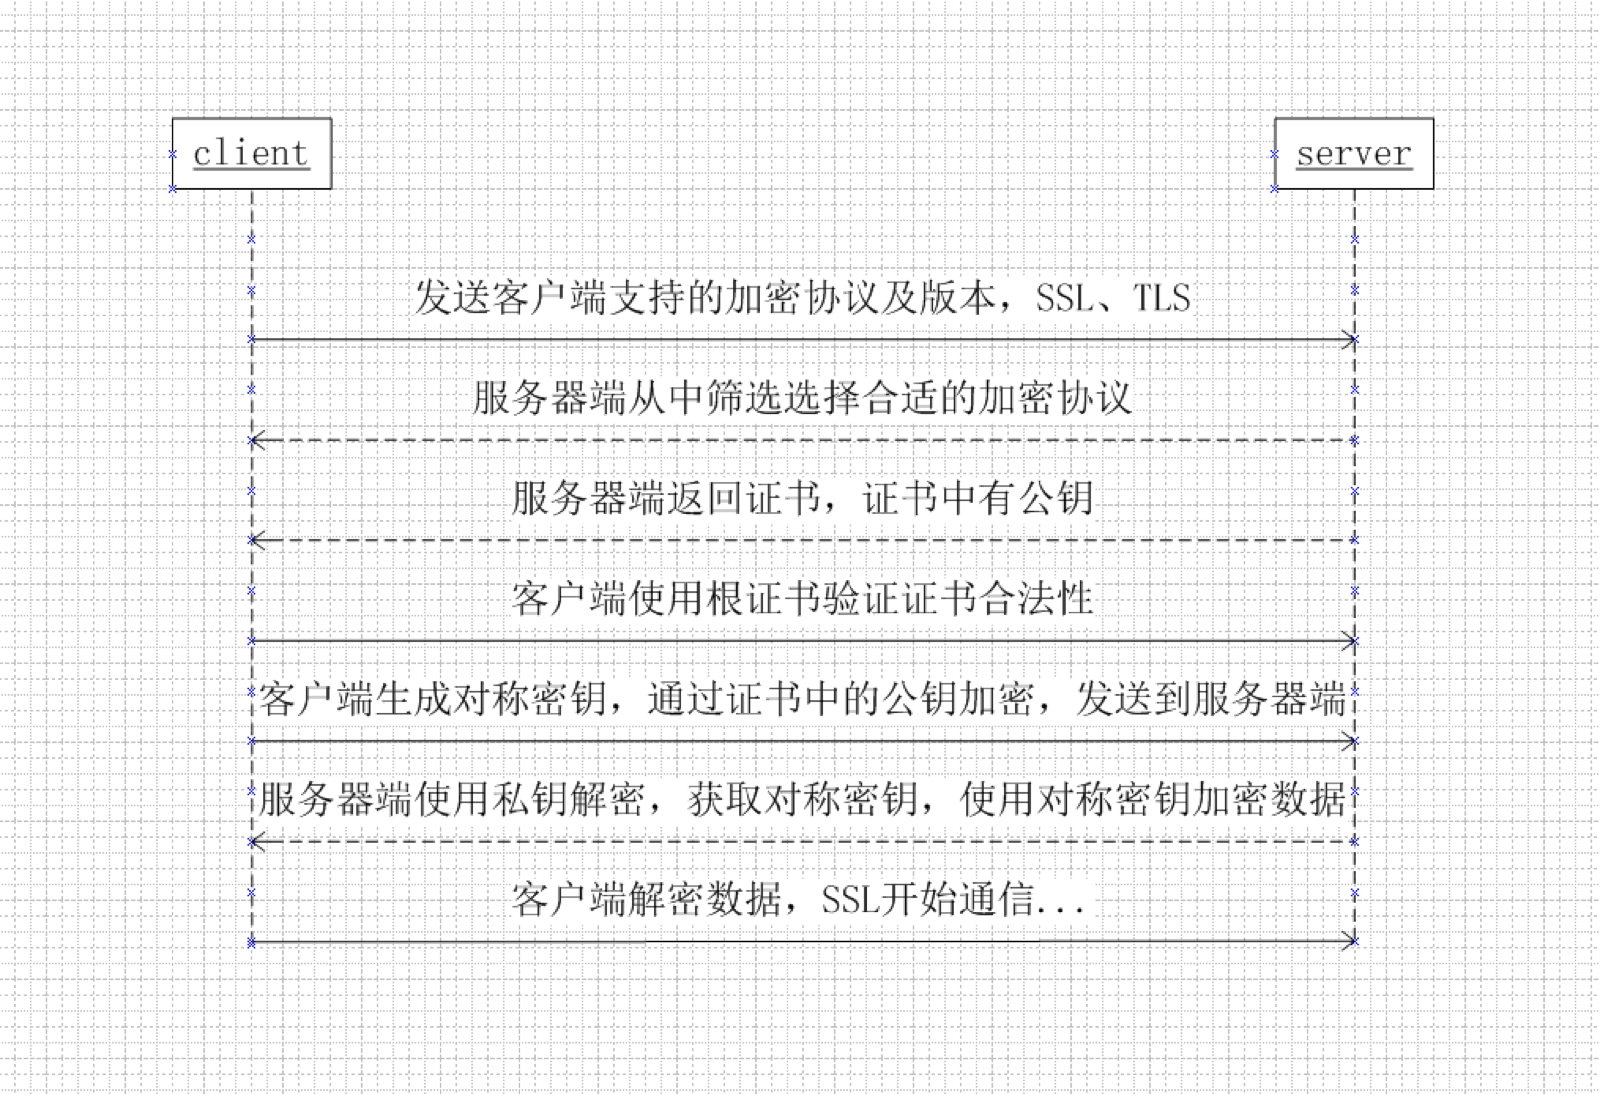 client
server
发送客户端支持的加密协议及版本，SSL、TLS
服务器端从中筛选选择合适的加密协议
服务器端返回证书，证书中有公钥
客户端使用根证书验证证书合法性
客户端生成对称密钥，通过证书中的公钥加密，发送到服务器端
服务器端使用私钥解密，获取对称密钥，使用对称密钥加密数据
客户端解密数据，SSL开始通信...